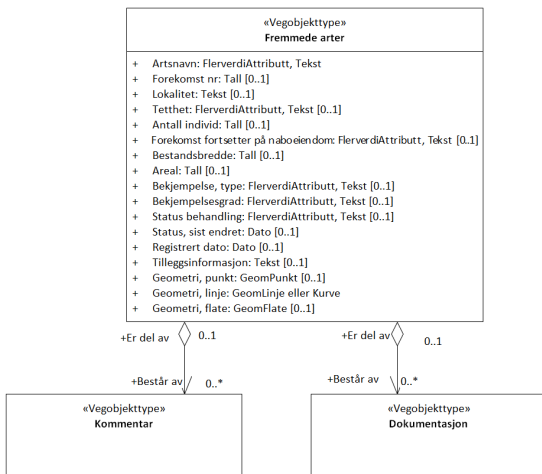 «Vegobjekttype»
Fremmede arter
+ Artsnavn: FlerverdiAttributt, Tekst
+ Forekomst nr: Tall [0..1]
+ Lokalitet: Tekst [0..1]
+ Tetthet: FlerverdiAttributt, Tekst [0..1]
+ Antall individ: Tall [0..1]
+ Forekomst fortsetter på naboeiendom: FlerverdiAttributt, Tekst [0..1]
+ Bestandsbredde: Tall [0..1]
+ Areal: Tall [0..1]
+ Bekjempelse, type: FlerverdiAttributt, Tekst [0..1]
+ Bekjempelsesgrad: FlerverdiAttributt, Tekst [0..1]
+ Status behandling: FlerverdiAttributt, Tekst [0..1]
+ Status, sist endret: Dato [0..1]
+ Registrert dato: Dato [0..1]
+ Tilleggsinformasjon: Tekst [0..1]
+ Geometri, punkt: GeomPunkt [0..1]
+ Geometri, linje: GeomLinje eller Kurve
+ Geometri, flate: GeomFlate [0..1]
+Er del av 0..1 +Er del av 0..1
+Består av 0..* +Består av 0..*
«Vegobjekttype» «Vegobjekttype»
Kommentar Dokumentasjon